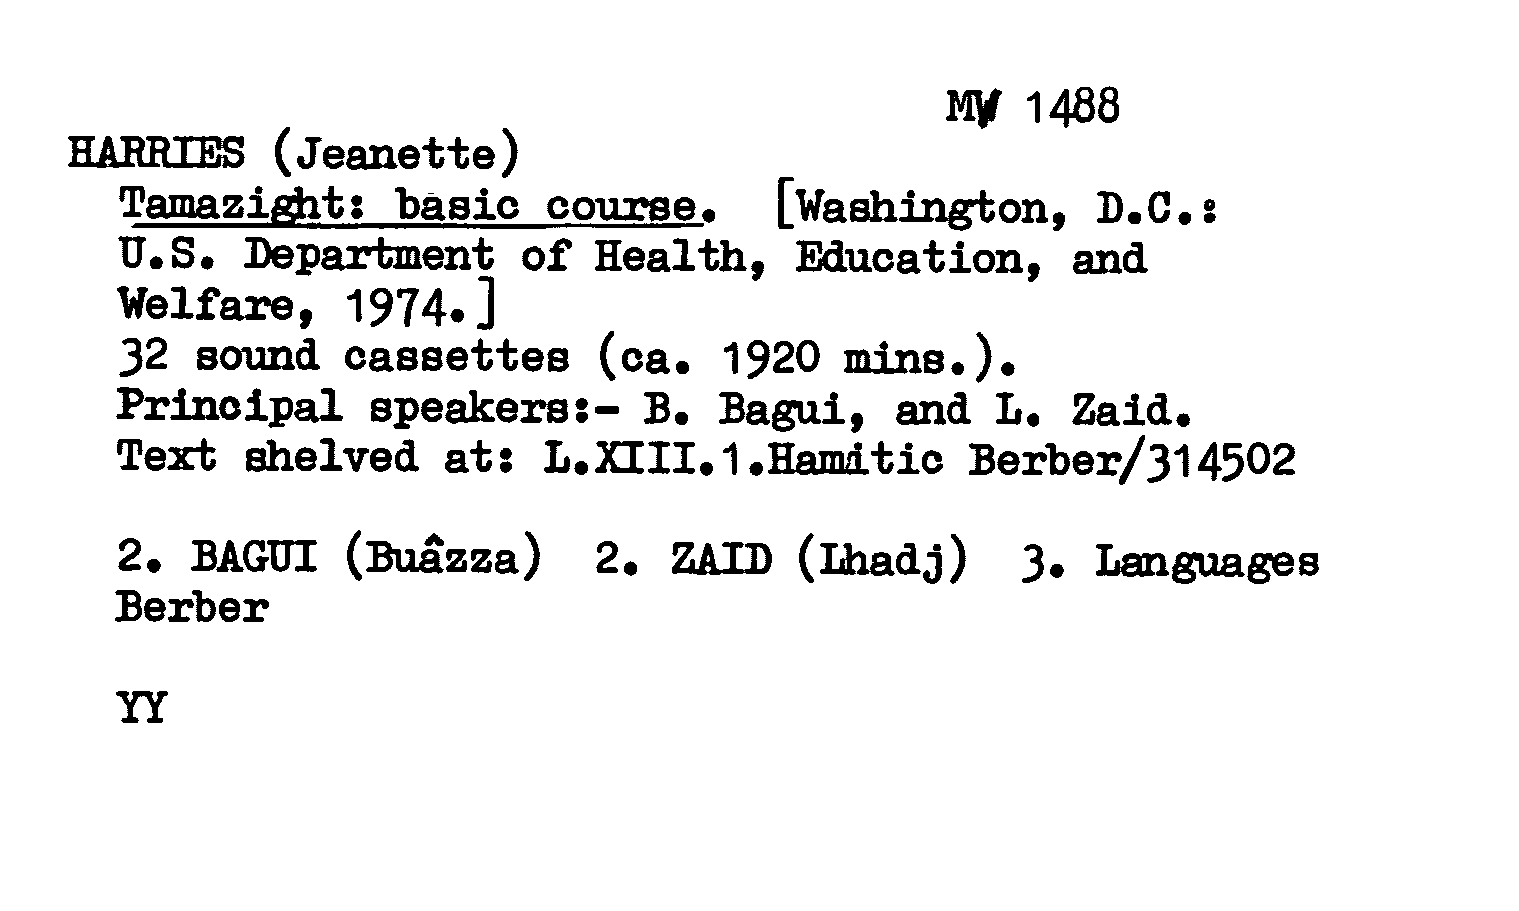 MV 1488
HARRIES (Jeanette)
Tamazight: basic course. [Washington, D.C.:
U.S. Department of Health, Education, and
Welfare, 1974.]
32 sound cassettes (ca. 1920 mins.).
Principal speakers:- B. Bagui, and L. Zaid.
Text shelved at: L.XIII.1.Hamitic Berber/314502
2. BAGUI (Buâzza) 2. ZAID (Lhadj) 3. Languages
Berber
YY